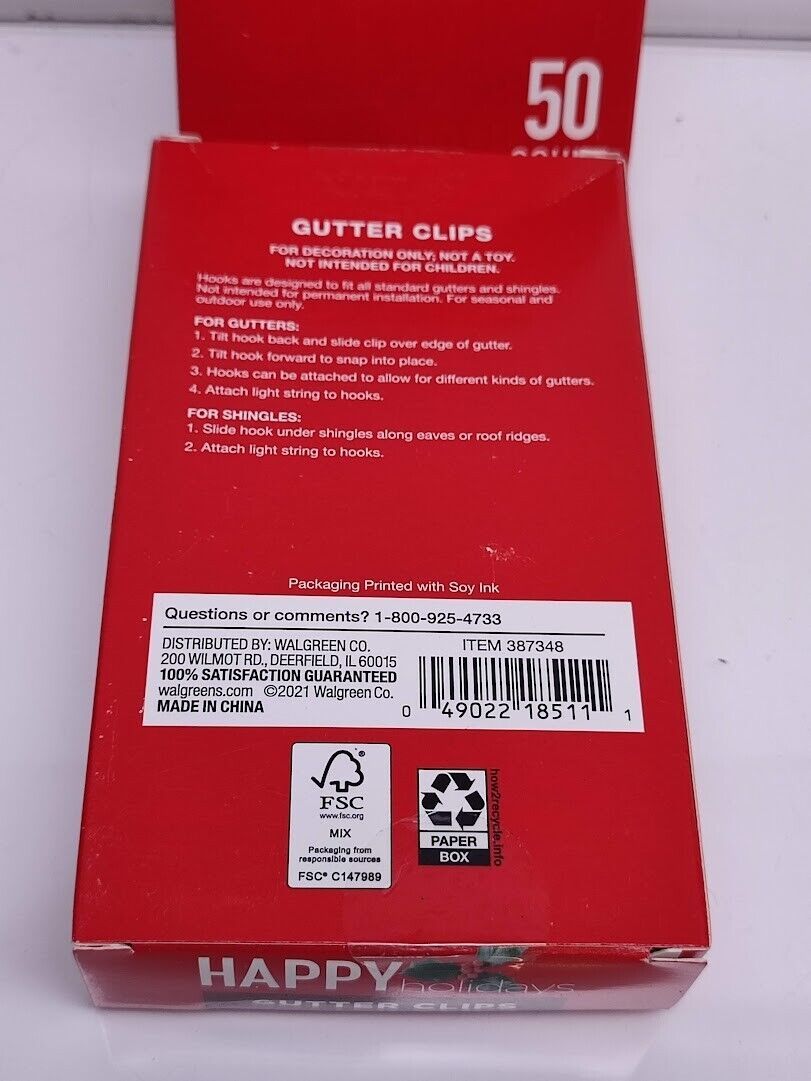 50
GUTTER CLIPS
FOR DECORATION ONLY; NOT A TOY.
NOT INTENDED FOR CHILDREN.
Hooks are designed to fit all standard gutters and shingles.
Not intended for permanent installation. For seasonal and
outdoor use only.
FOR GUTTERS:
1. Tilt hook back and slide clip over edge of gutter.
2. Tilt hook forward to snap into place.
3. Hooks can be attached to allow for different kinds of gutters.
4. Attach light string to hooks.
FOR SHINGLES:
1. Slide hook under shingles along eaves or roof ridges.
2. Attach light string to hooks.
Packaging Printed with Soy Ink
Questions or comments? 1-800-925-4733
DISTRIBUTED BY: WALGREEN CO.
200 WILMOT RD., DEERFIELD, IL 60015
100% SATISFACTION GUARANTEED
walgreens.com ©2021 Walgreen Co.
MADE IN CHINA
ITEM 387348
0 49022 18511 1
FSC®
www.fsc.org
MIX
Packaging from
responsible sources
FSC® C147989
PAPER
BOX
how2recycle.info
HAPPY holidays
GUTTER CLIPS